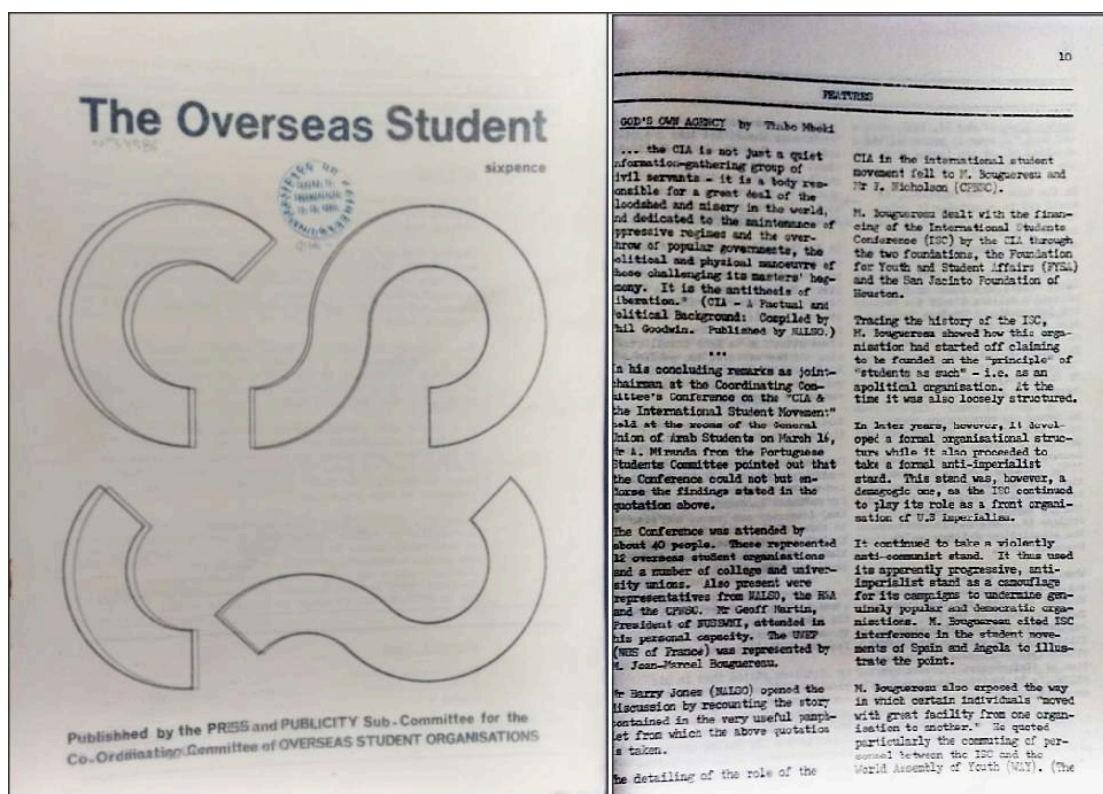 The Overseas Student
sixpence
Publishhed by the PRESS and PUBLICITY Sub-Committee for the
Co-Ordinating Committee of OVERSEAS STUDENT ORGANISATIONS
10
FEATURES
GOD'S OWN AGENCY by Thabo Mbeki
... the CIA is not just a quiet
nformation-gathering group of
ivil servants - it is a body res-
onsible for a great deal of the
loodshed and misery in the world,
nd dedicated to the maintenance of
ppressive regimes and the over-
hrow of popular governments, the
olitical and physical manoeuvre of
hose challenging its masters' heg-
mony. It is the antithesis of
iberation." (CIA - A Factual and
olitical Background: Compiled by
hil Goodwin. Published by NALSO.)
...
In his concluding remarks as joint-
chairman at the Coordinating Com-
ittee's Conference on the "CIA &
the International Student Movement"
held at the rooms of the General
Union of Arab Students on March 16,
Mr A. Miranda from the Portuguese
Students Committee pointed out that
the Conference could not but en-
dorse the findings stated in the
quotation above.
The Conference was attended by
about 40 people. These represented
12 overseas student organisations
and a number of college and univer-
sity unions. Also present were
representatives from NALSO, the RSA
and the CPNSC. Mr Geoff Martin,
President of NUSEWNI, attended in
his personal capacity. The UNEF
(NUS of France) was represented by
M. Jean-Marcel Bouguereau.
Mr Barry Jones (NALSO) opened the
discussion by recounting the story
contained in the very useful pamph-
let from which the above quotation
s taken.
he detailing of the role of the
CIA in the international student
movement fell to M. Bouguereau and
Mr F. Nicholson (CPNSC).
M. Bouguereau dealt with the finan-
cing of the International Students
Conference (ISC) by the CIA through
the two foundations, the Foundation
for Youth and Student Affairs (FYSA)
and the San Jacinto Foundation of
Houston.
Tracing the history of the ISC,
M. Bouguereau showed how this orga-
nisation had started off claiming
to be founded on the "principle" of
"students as such" - i.e. as an
apolitical organisation. At the
time it was also loosely structured.
In later years, however, it devel-
oped a formal organisational struc-
ture while it also proceeded to
take a formal anti-imperialist
stand. This stand was, however, a
demagogic one, as the ISC continued
to play its role as a front organi-
sation of U.S imperialism.
It continued to take a violently
anti-communist stand. It thus used
its apparently progressive, anti-
imperialist stand as a camouflage
for its campaigns to undermine gen-
uinely popular and democratic orga-
nisations. M. Bouguereau cited ISC
interference in the student move-
ments of Spain and Angola to illus-
trate the point.
M. Bouguereau also exposed the way
in which certain individuals "moved
with great facility from one organ-
isation to another." He quoted
particularly the commuting of per-
sonnel between the ISC and the
World Assembly of Youth (WAY). (The